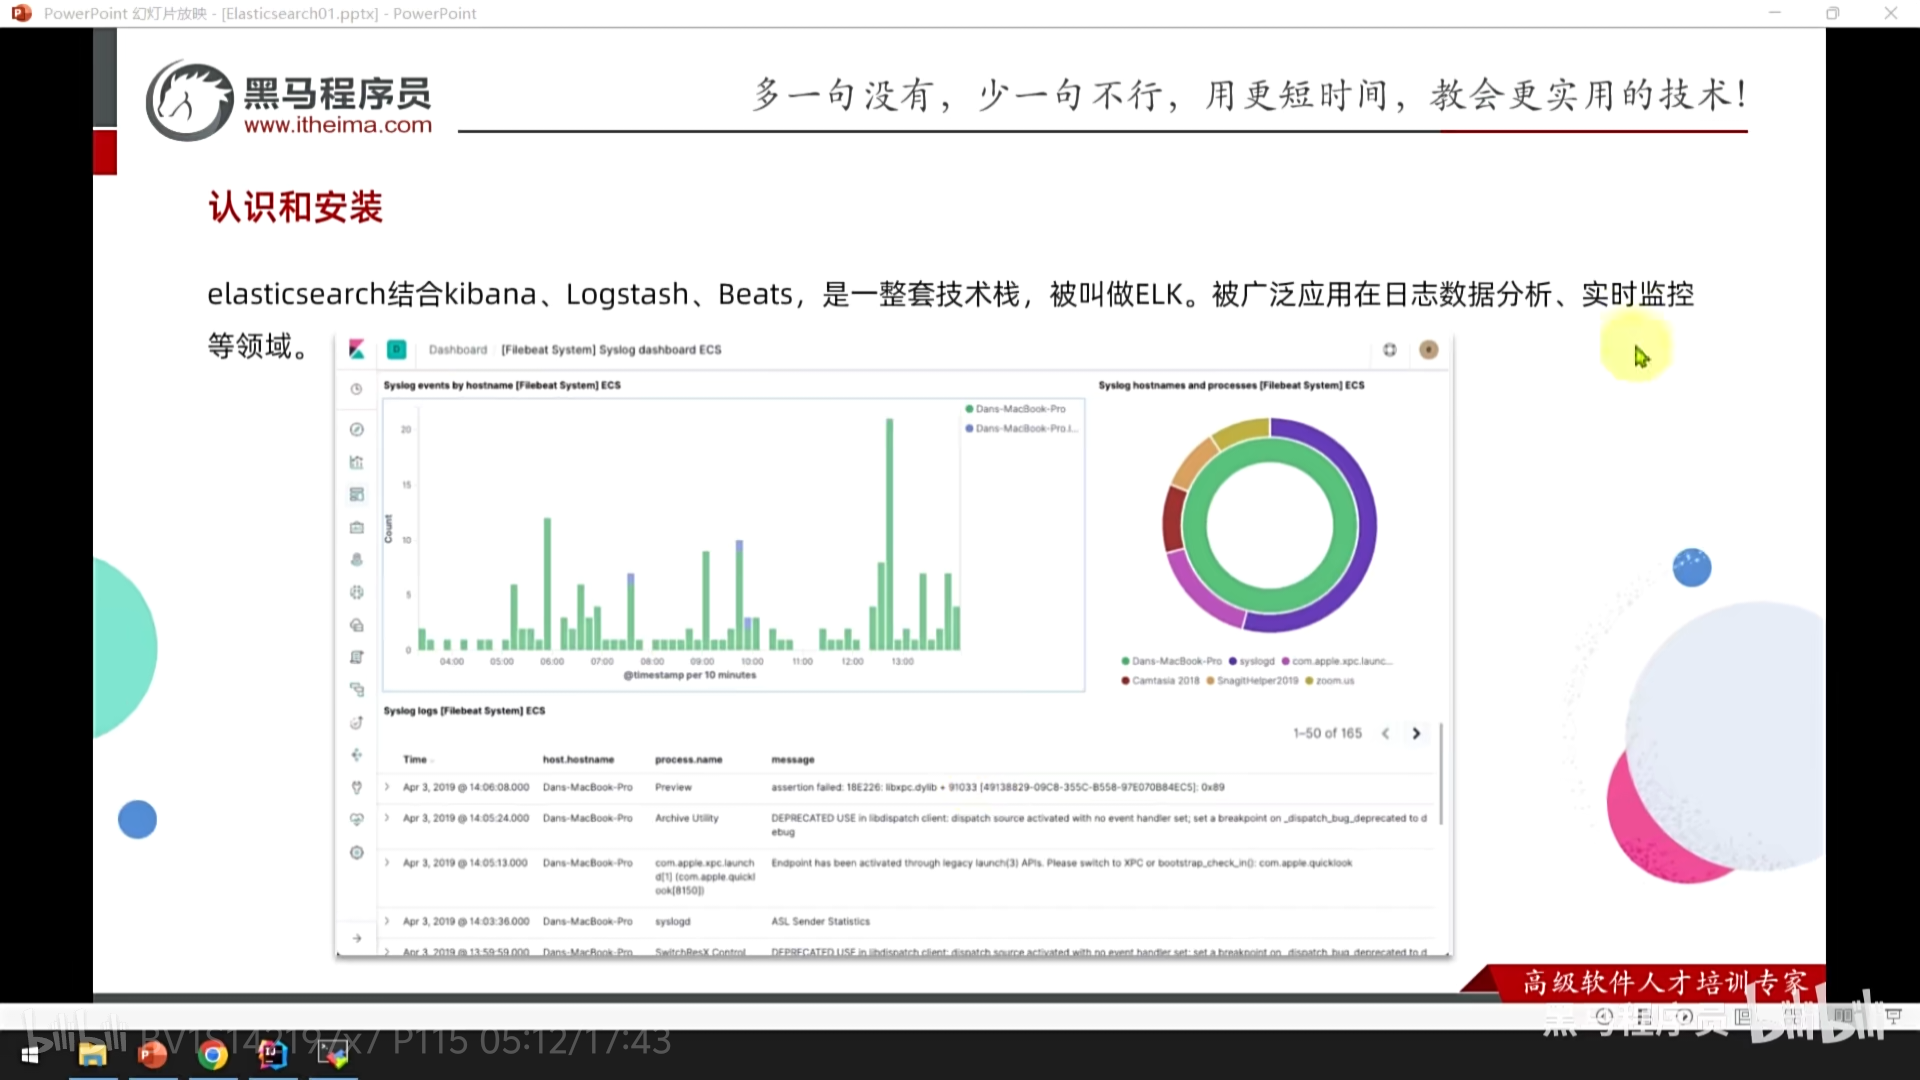 PowerPoint 幻灯片放映 - [Elasticsearch01.pptx] - PowerPoint
黑马程序员
www.itheima.com
多一句没有，少一句不行，用更短时间，教会更实用的技术！
认识和安装
elasticsearch结合kibana、Logstash、Beats，是一整套技术栈，被叫做ELK。被广泛应用在日志数据分析、实时监控
等领域。
D Dashboard [Filebeat System] Syslog dashboard ECS
Syslog events by hostname [Filebeat System] ECS
Dans-MacBook-Pro
Dans-MacBook-Pro.l...
20
15
10
5
0
Count
04:00 05:00 06:00 07:00 08:00 09:00 10:00 11:00 12:00 13:00
@timestamp per 10 minutes
Syslog hostnames and processes [Filebeat System] ECS
Dans-MacBook-Pro syslogd com.apple.xpc.launc...
Camtasia 2018 SnagitHelper2019 zoom.us
Syslog logs [Filebeat System] ECS
1–50 of 165
Time host.hostname process.name message
Apr 3, 2019 @ 14:06:08.000 Dans-MacBook-Pro Preview assertion failed: 18E226: libxpc.dylib + 91033 [49138829-09C8-355C-B558-97E070B84EC5]: 0x89
Apr 3, 2019 @ 14:05:24.000 Dans-MacBook-Pro Archive Utility DEPRECATED USE in libdispatch client: dispatch source activated with no event handler set; set a breakpoint on _dispatch_bug_deprecated to d
ebug
Apr 3, 2019 @ 14:05:13.000 Dans-MacBook-Pro com.apple.xpc.launch Endpoint has been activated through legacy launch(3) APIs. Please switch to XPC or bootstrap_check_in(): com.apple.quicklook
d[1] (com.apple.quickl
ook[8150])
Apr 3, 2019 @ 14:03:36.000 Dans-MacBook-Pro syslogd ASL Sender Statistics
Apr 3, 2019 @ 13:59:59.000 Dans-MacBook-Pro SwitchResX Control DEPRECATED USE in libdispatch client: dispatch source activated with no event handler set; set a breakpoint on _dispatch_bug_deprecated to d
高级软件人才培训专家
黑马程序员 bilibili
bilibili P115 05:12/17:43